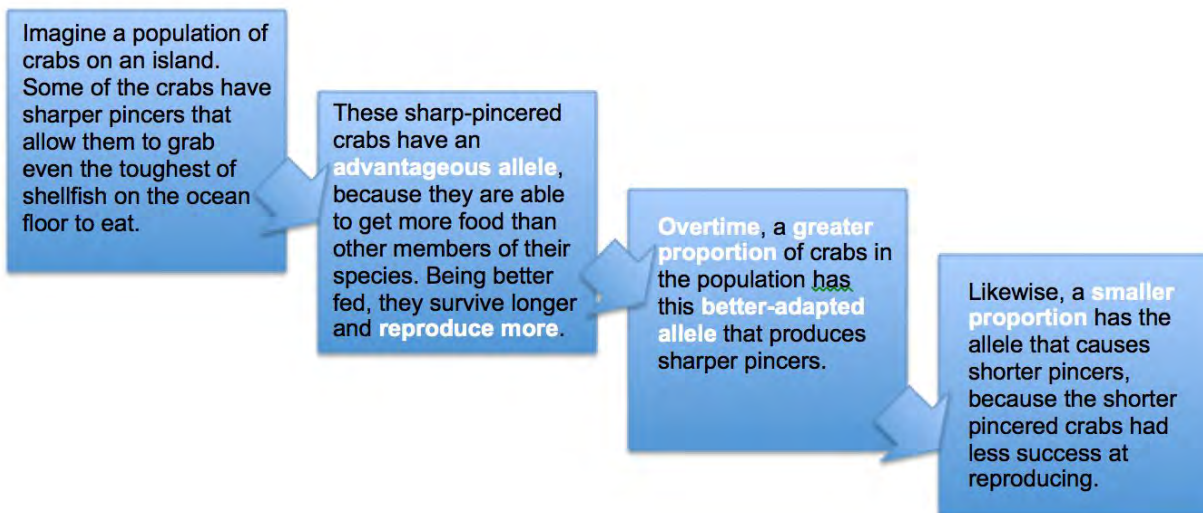 Imagine a population of
crabs on an island.
Some of the crabs have
sharper pincers that
allow them to grab
even the toughest of
shellfish on the ocean
floor to eat.
These sharp-pincered
crabs have an
advantageous allele,
because they are able
to get more food than
other members of their
species. Being better
fed, they survive longer
and reproduce more.
Overtime, a greater
proportion of crabs in
the population has
this better-adapted
allele that produces
sharper pincers.
Likewise, a smaller
proportion has the
allele that causes
shorter pincers,
because the shorter
pincered crabs had
less success at
reproducing.